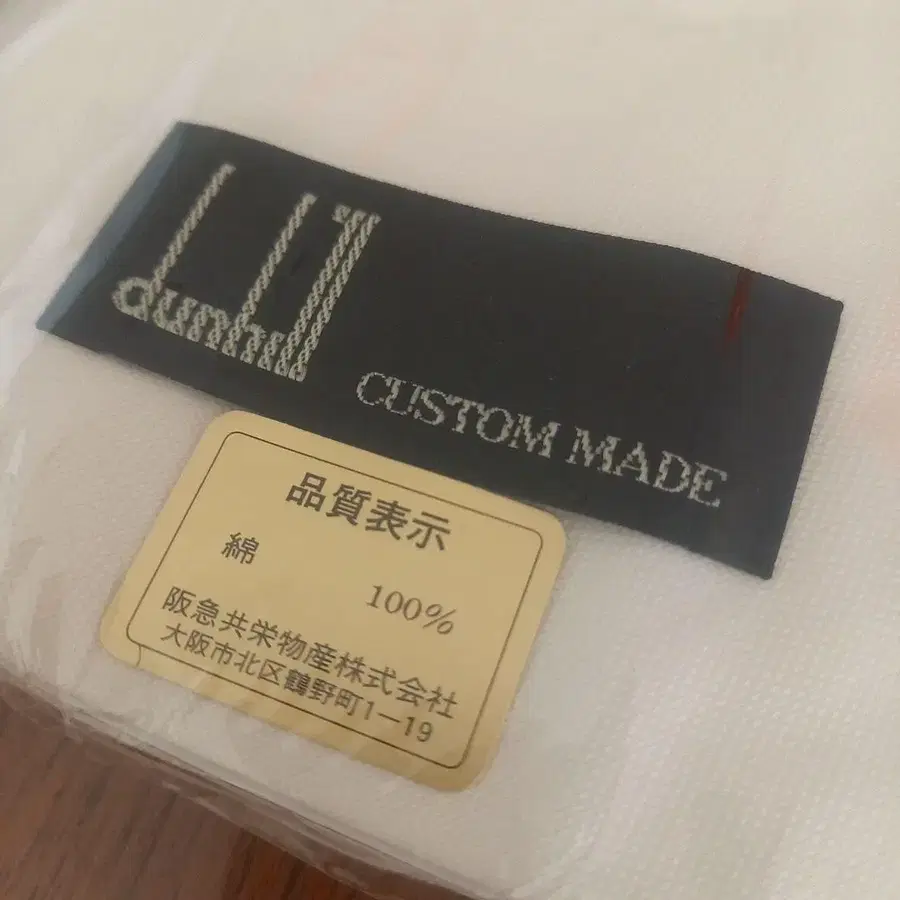 dunhill
CUSTOM MADE
品質表示
綿
100%
阪急共栄物産株式会社
大阪市北区鶴野町1-19